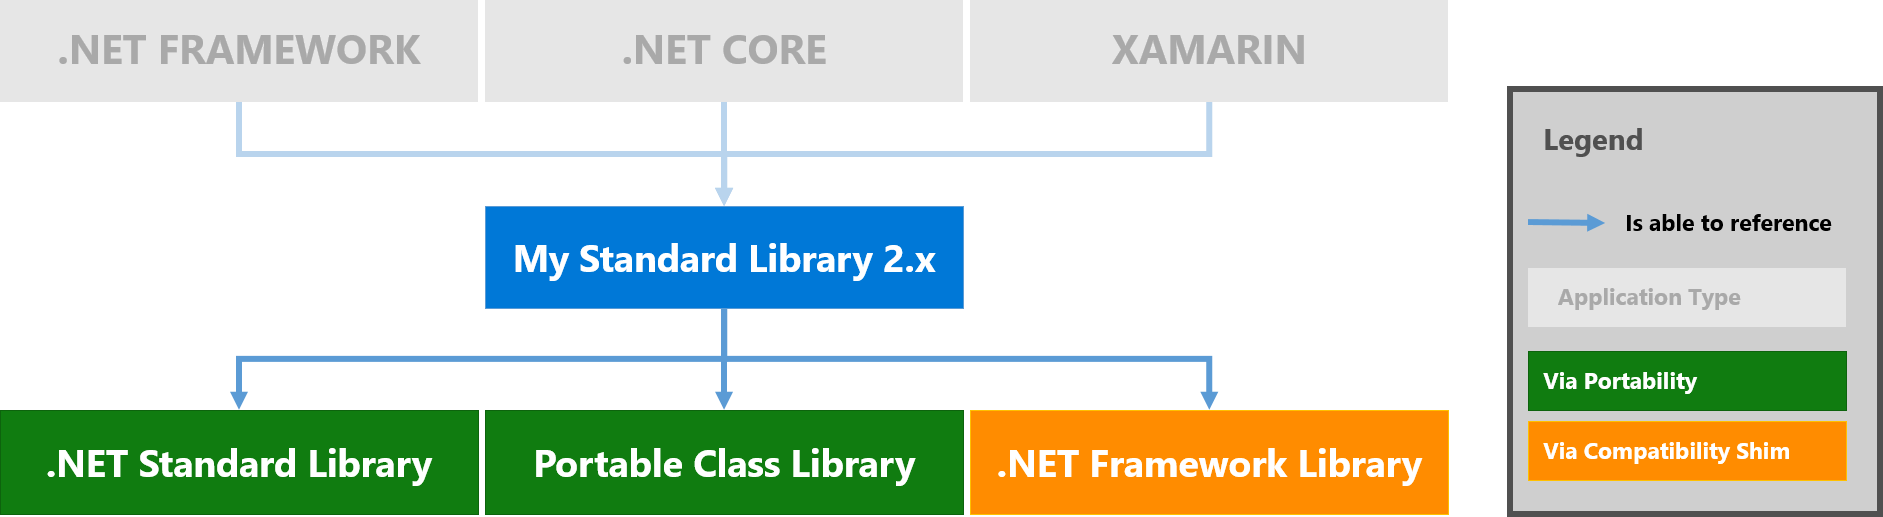 .NET FRAMEWORK
.NET CORE
XAMARIN
My Standard Library 2.x
.NET Standard Library
Portable Class Library
.NET Framework Library
Legend
Is able to reference
Application Type
Via Portability
Via Compatibility Shim